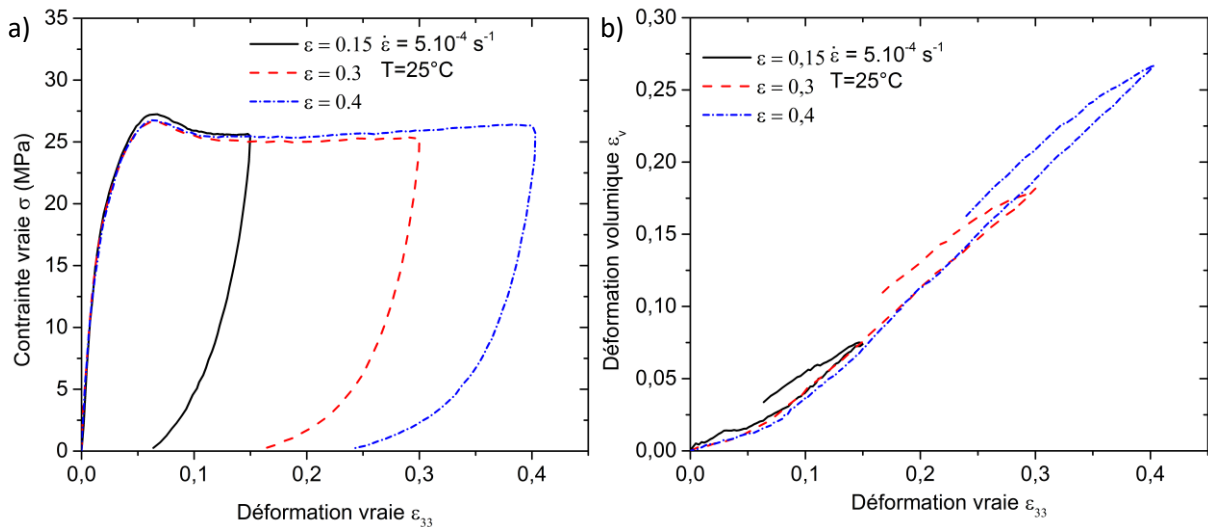 a)
35
30
25
20
15
10
5
0
Contrainte vraie σ (MPa)
ε = 0.15 ε̇ = 5.10⁻⁴ s⁻¹
ε = 0.3 T=25°C
ε = 0.4
0,0 0,1 0,2 0,3 0,4
Déformation vraie ε₃₃
b)
0,30
0,25
0,20
0,15
0,10
0,05
0,00
Déformation volumique εᵥ
ε = 0,15 ε̇ = 5.10⁻⁴ s⁻¹
ε = 0,3 T=25°C
ε = 0,4
0,0 0,1 0,2 0,3 0,4
Déformation vraie ε₃₃